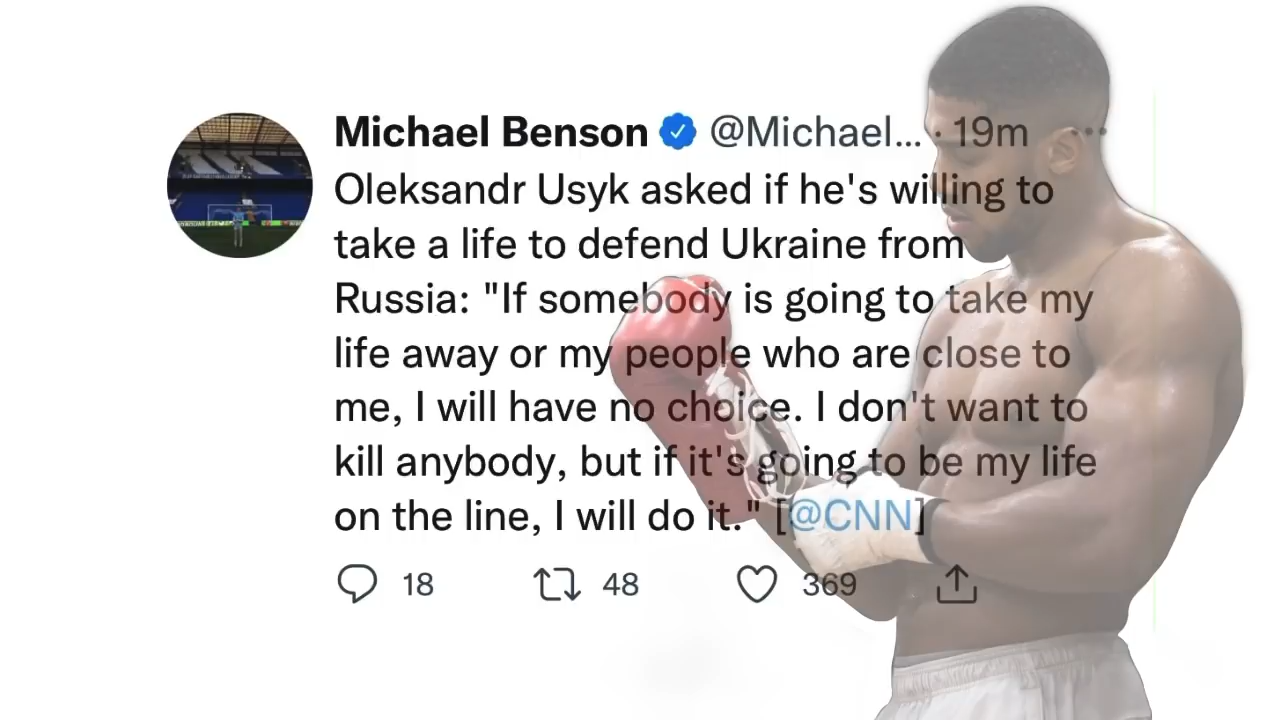 Michael Benson @Michael... · 19m ...
Oleksandr Usyk asked if he's willing to
take a life to defend Ukraine from
Russia: "If somebody is going to take my
life away or my people who are close to
me, I will have no choice. I don't want to
kill anybody, but if it's going to be my life
on the line, I will do it." [@CNN]
18 48 369